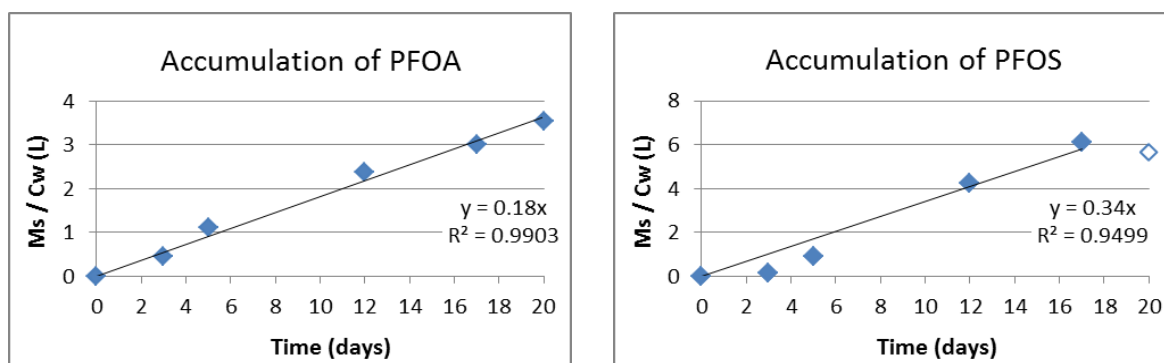 Accumulation of PFOA
4
3
2
1
0
0 2 4 6 8 10 12 14 16 18 20
Ms / Cw (L)
Time (days)
y = 0.18x
R² = 0.9903
Accumulation of PFOS
8
6
4
2
0
0 2 4 6 8 10 12 14 16 18 20
Ms / Cw (L)
Time (days)
y = 0.34x
R² = 0.9499